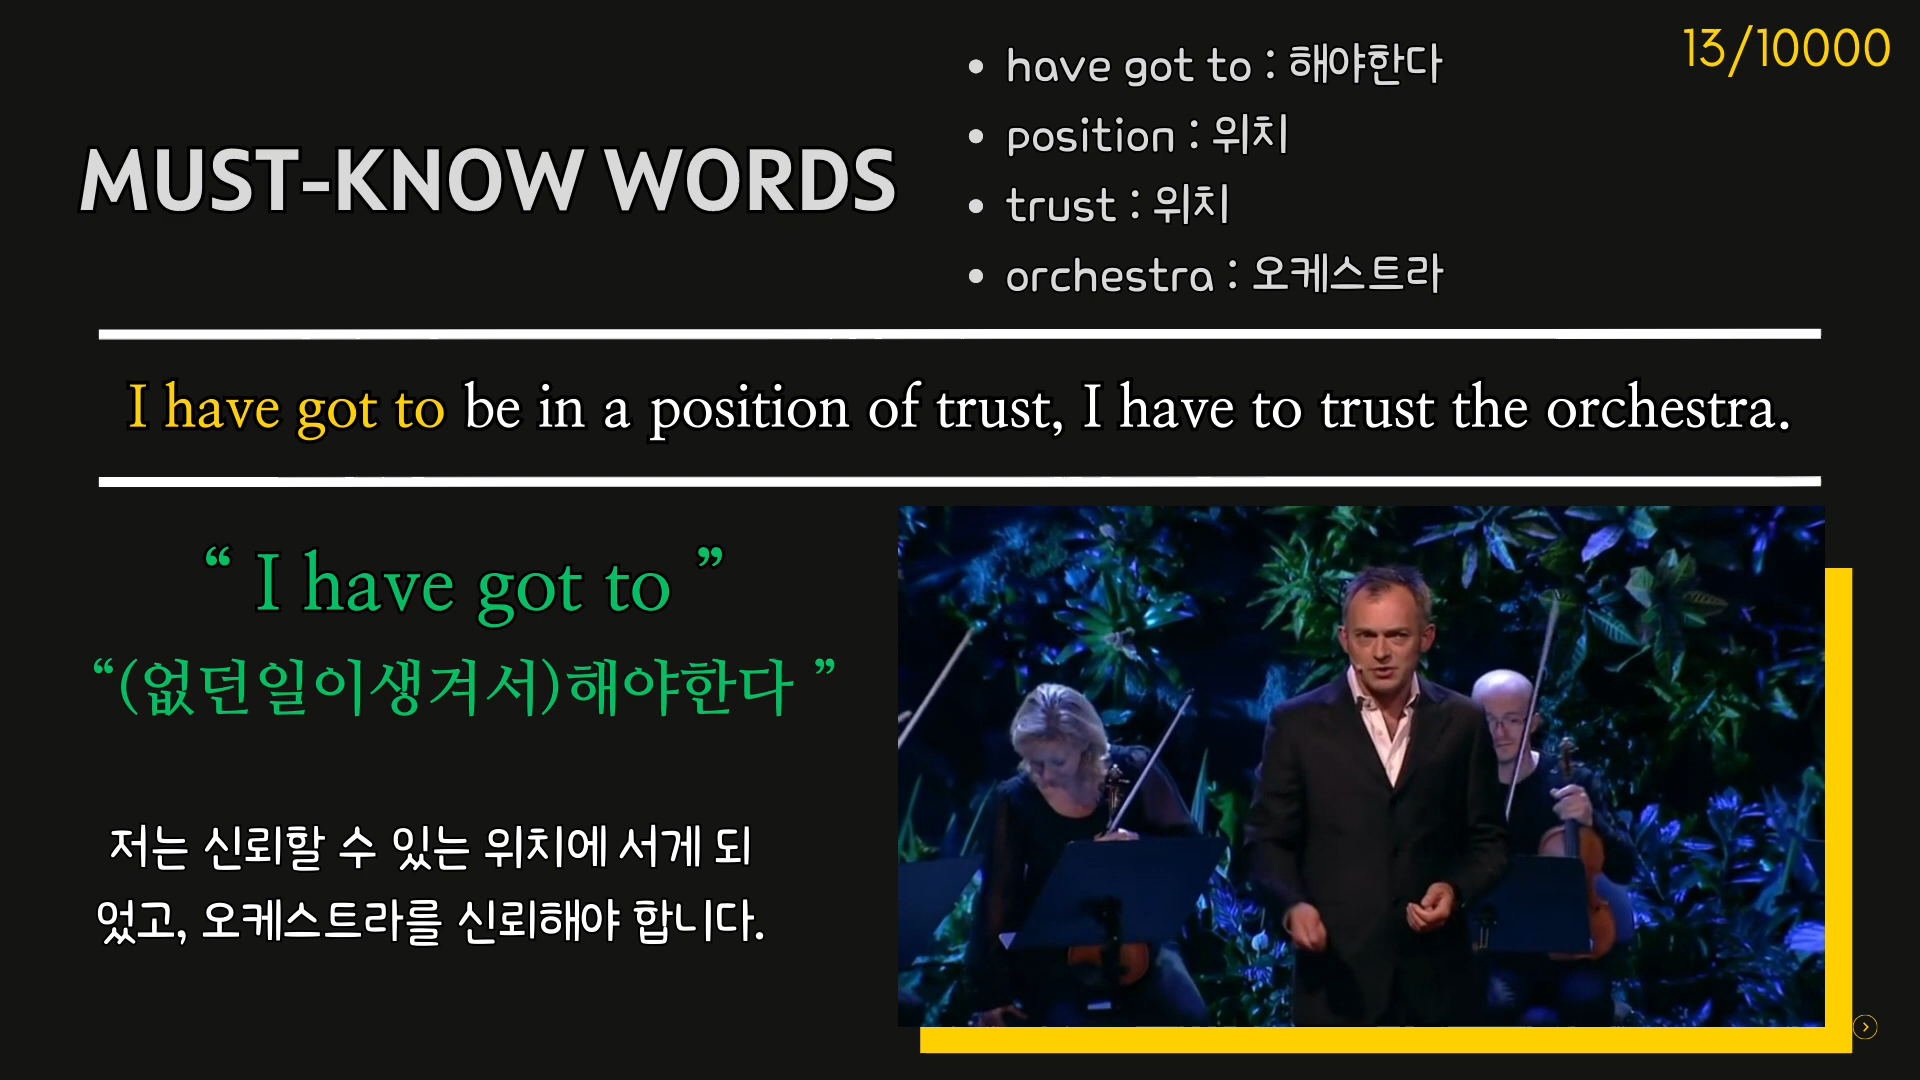 13/10000
MUST-KNOW WORDS
have got to : 해야한다
position : 위치
trust : 위치
orchestra : 오케스트라
I have got to be in a position of trust, I have to trust the orchestra.
“ I have got to ”
“(없던일이생겨서)해야한다 ”
저는 신뢰할 수 있는 위치에 서게 되
었고, 오케스트라를 신뢰해야 합니다.